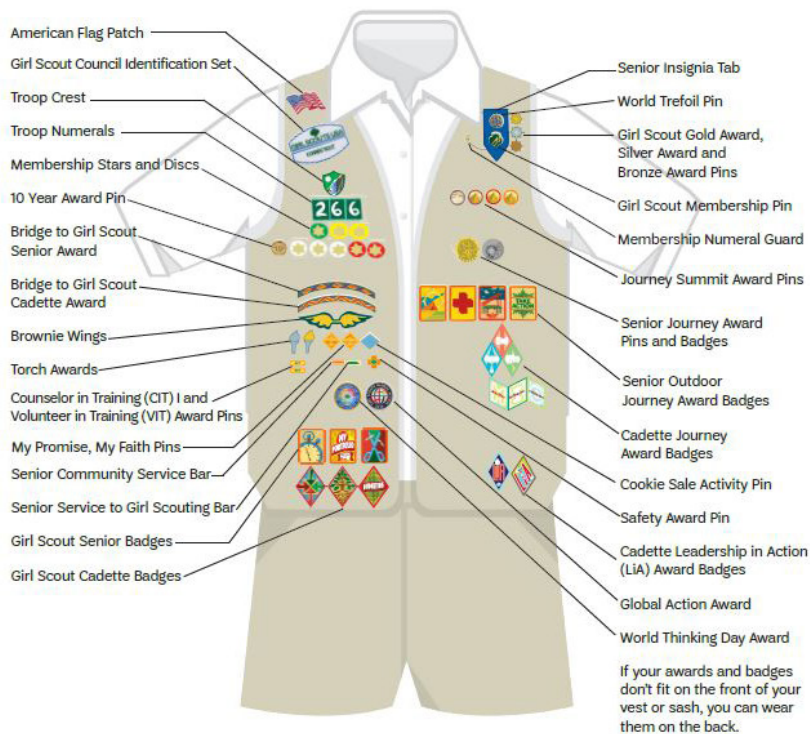 American Flag Patch
Girl Scout Council Identification Set
Troop Crest
Troop Numerals
Membership Stars and Discs
10 Year Award Pin
Bridge to Girl Scout
Senior Award
Bridge to Girl Scout
Cadette Award
Brownie Wings
Torch Awards
Counselor in Training (CIT) I and
Volunteer in Training (VIT) Award Pins
My Promise, My Faith Pins
Senior Community Service Bar
Senior Service to Girl Scouting Bar
Girl Scout Senior Badges
Girl Scout Cadette Badges
GIRL SCOUTS USA
266
TAKE
ACTION
MY
Senior Insignia Tab
World Trefoil Pin
Girl Scout Gold Award,
Silver Award and
Bronze Award Pins
Girl Scout Membership Pin
Membership Numeral Guard
Journey Summit Award Pins
Senior Journey Award
Pins and Badges
Senior Outdoor
Journey Award Badges
Cadette Journey
Award Badges
Cookie Sale Activity Pin
Safety Award Pin
Cadette Leadership in Action
(LiA) Award Badges
Global Action Award
World Thinking Day Award
If your awards and badges
don't fit on the front of your
vest or sash, you can wear
them on the back.